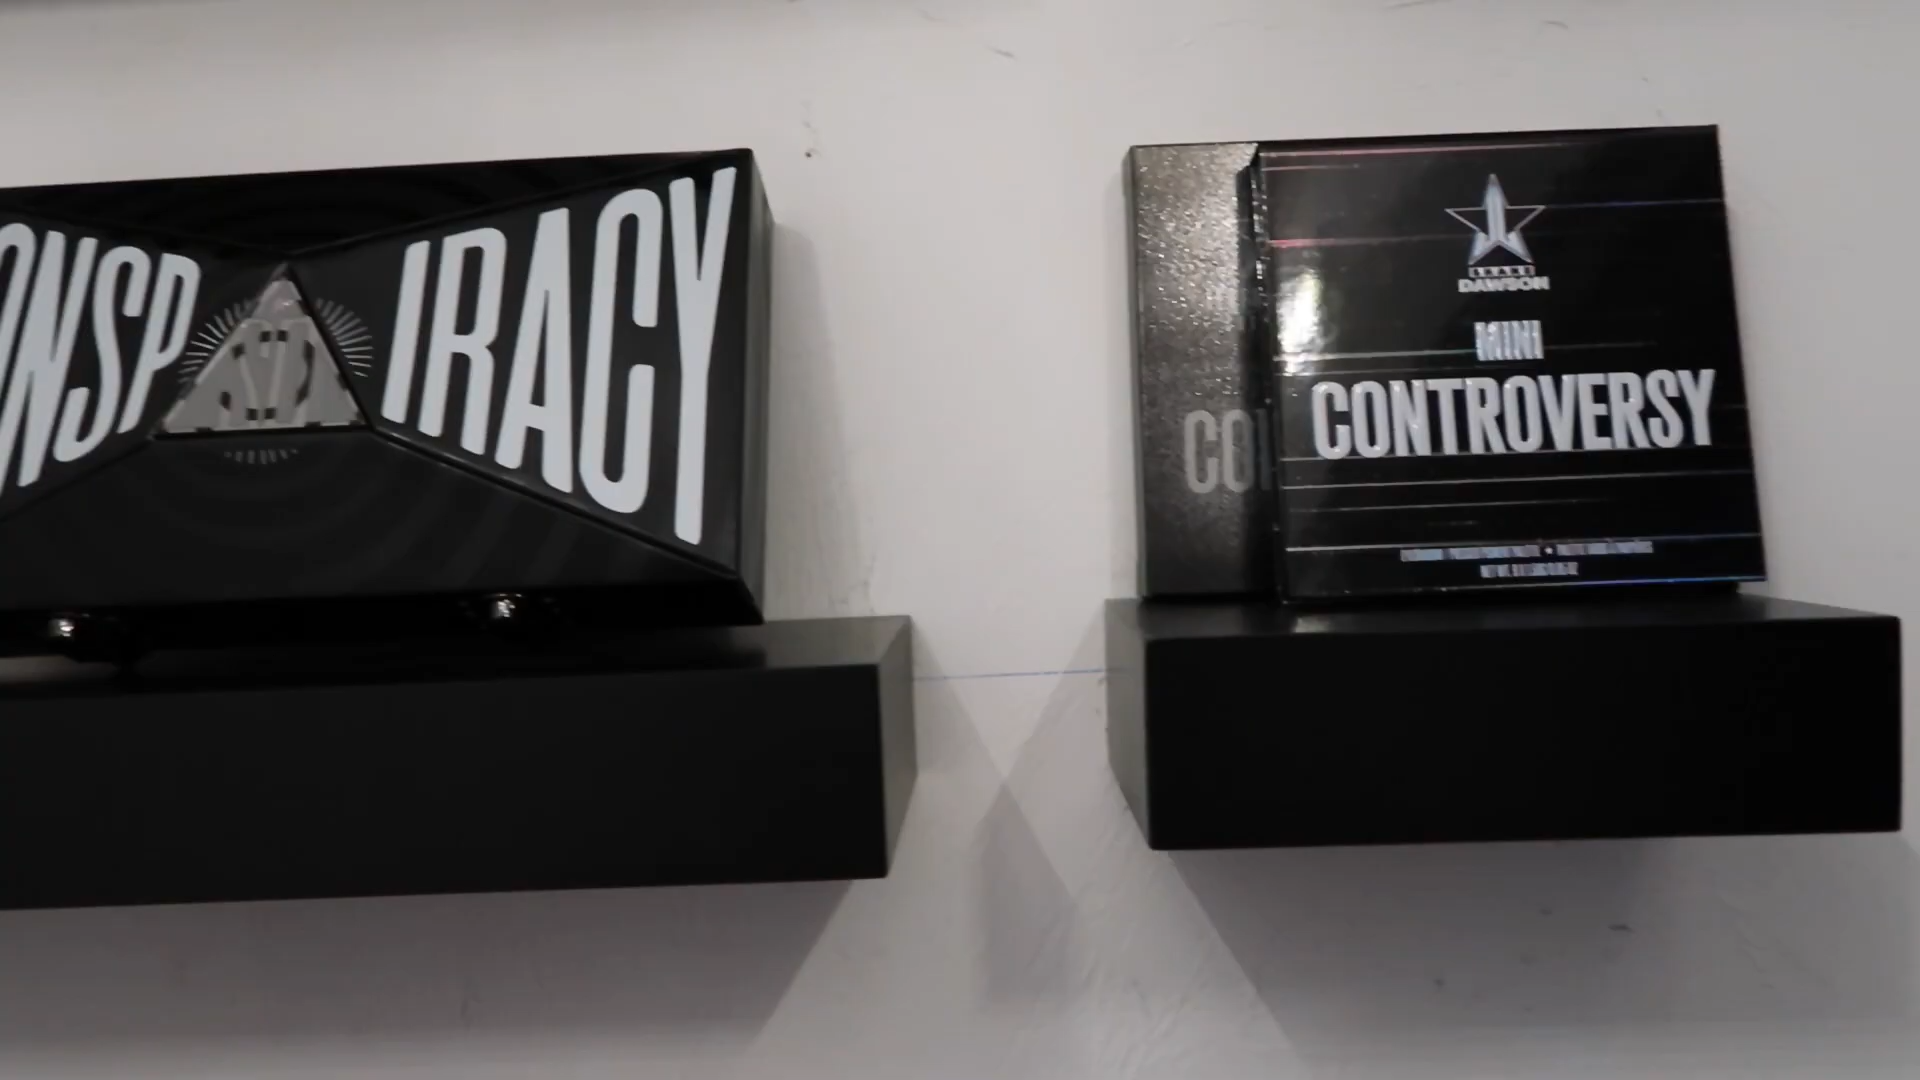 ONSP IRACY
SHANE
DAWSON
MINI
CO
CONTROVERSY